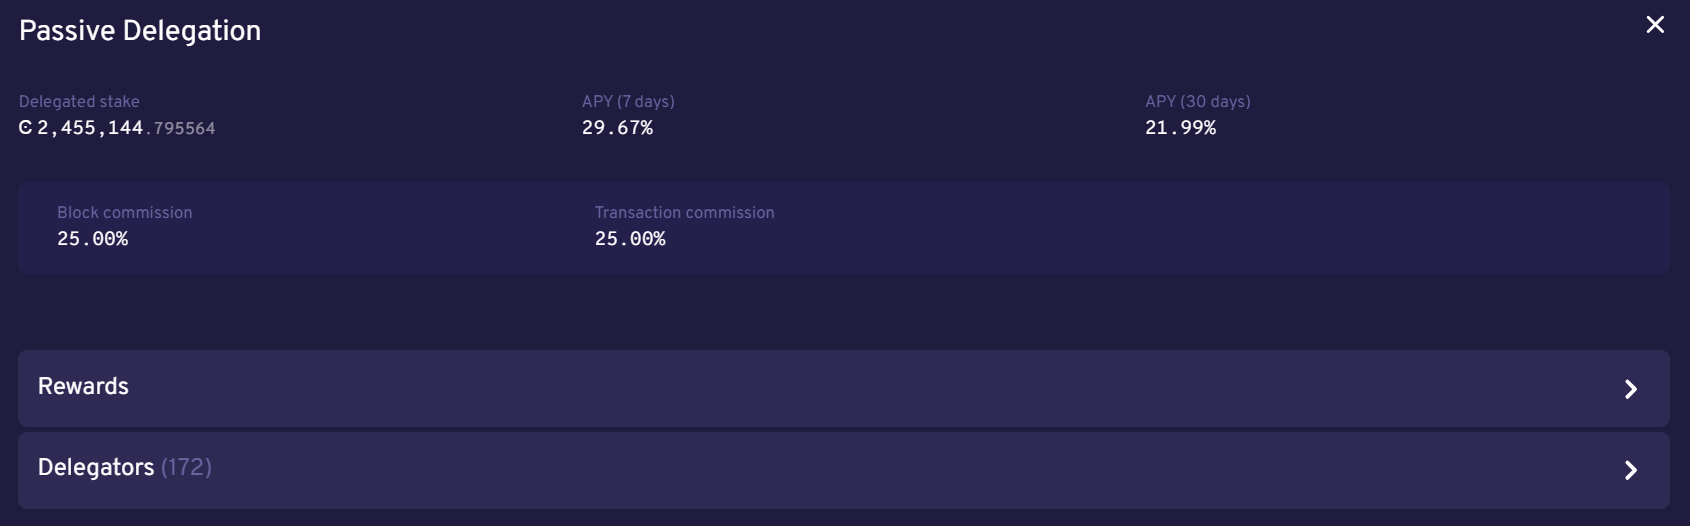 Passive Delegation
Delegated stake
Ͼ 2,455,144.795564
APY (7 days)
29.67%
APY (30 days)
21.99%
Block commission
25.00%
Transaction commission
25.00%
Rewards
Delegators (172)